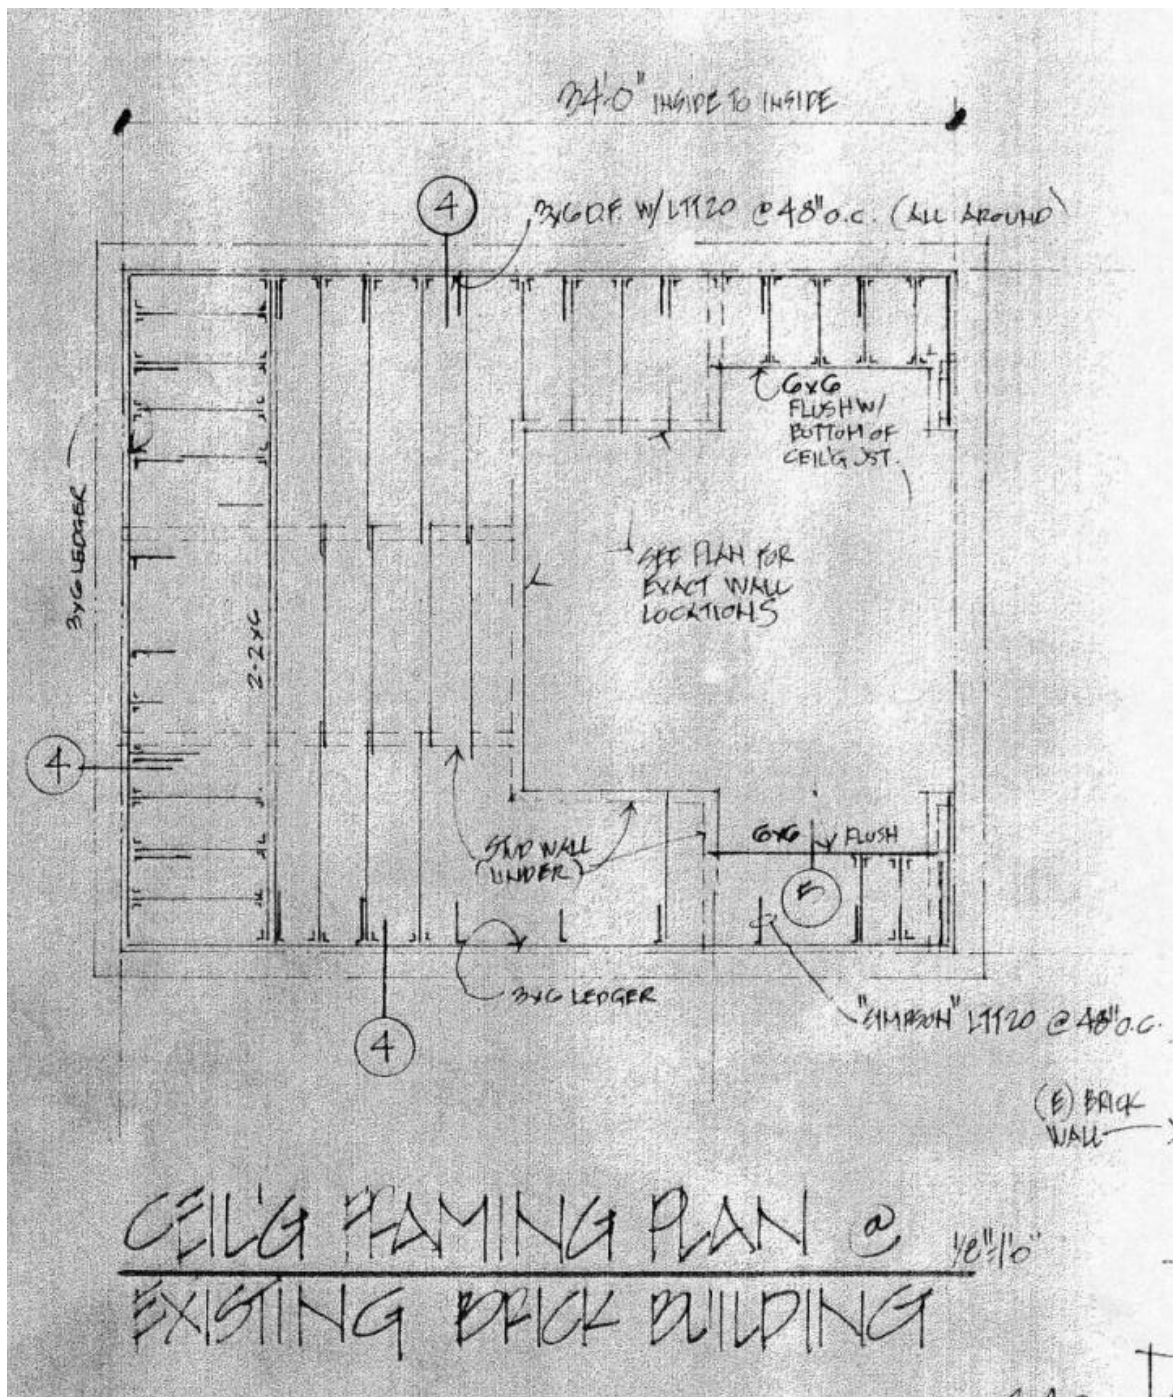 34'-0" INSIDE TO INSIDE
4
3x6 D.F. W/ LTT20 @ 48" O.C. (ALL AROUND)
6x6
FLUSH W/
BOTTOM OF
CEIL'G JST.
3x6 LEDGER
2-2x6
SEE PLAN FOR
EXACT WALL
LOCATIONS
4
STUD WALL
(UNDER)
6x6 FLUSH
5
3x6 LEDGER
"SIMPSON" LTT20 @ 48" O.C.
4
(E) BRICK
WALL
CEIL'G FRAMING PLAN @ 1/8"=1'0"
EXISTING BRICK BUILDING